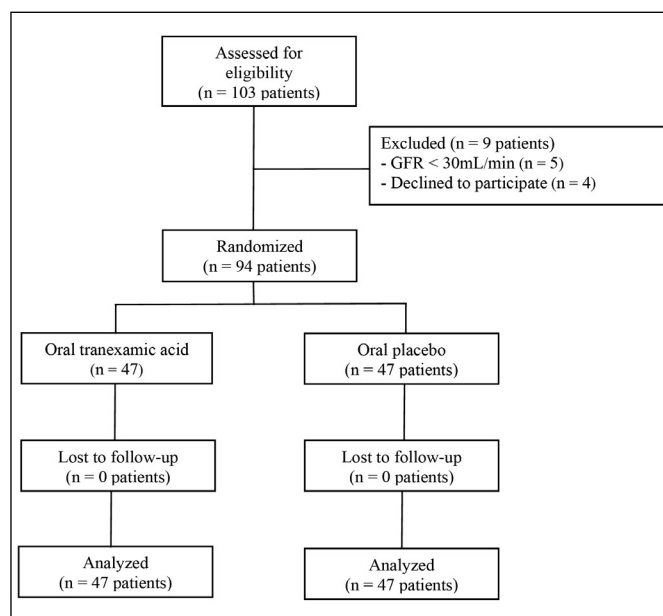 Assessed for
eligibility
(n = 103 patients)
Excluded (n = 9 patients)
- GFR < 30mL/min (n = 5)
- Declined to participate (n = 4)
Randomized
(n = 94 patients)
Oral tranexamic acid
(n = 47)
Oral placebo
(n = 47 patients)
Lost to follow-up
(n = 0 patients)
Lost to follow-up
(n = 0 patients)
Analyzed
(n = 47 patients)
Analyzed
(n = 47 patients)